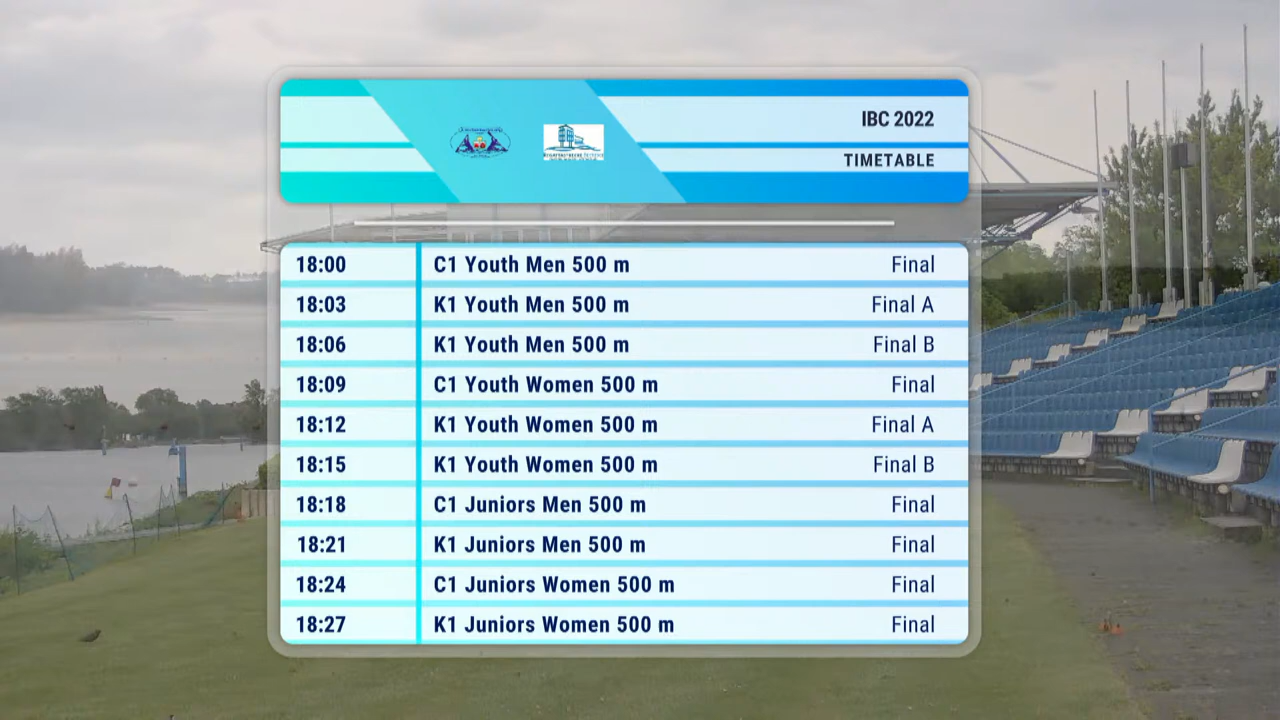 IBC 2022
TIMETABLE
18:00 C1 Youth Men 500 m Final
18:03 K1 Youth Men 500 m Final A
18:06 K1 Youth Men 500 m Final B
18:09 C1 Youth Women 500 m Final
18:12 K1 Youth Women 500 m Final A
18:15 K1 Youth Women 500 m Final B
18:18 C1 Juniors Men 500 m Final
18:21 K1 Juniors Men 500 m Final
18:24 C1 Juniors Women 500 m Final
18:27 K1 Juniors Women 500 m Final